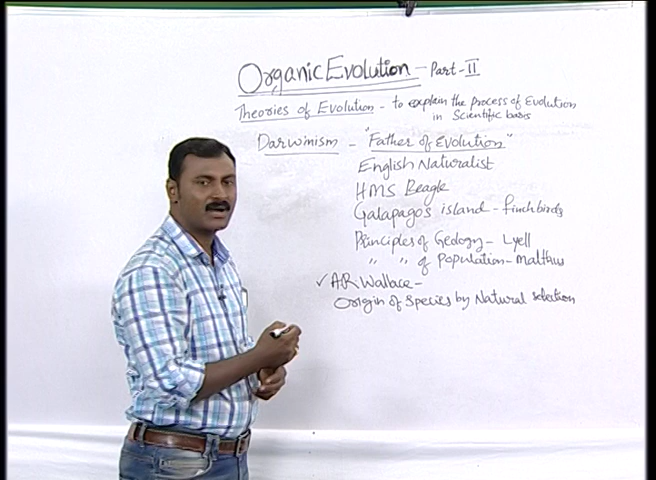 Organic Evolution - Part - II
Theories of Evolution - to explain the process of Evolution
in Scientific basis
Darwinism - "Father of Evolution"
English Naturalist
HMS Beagle
Galapagos island - Finchbirds
Principles of Geology - Lyell
" " of Population - Malthus
✓ A.R Wallace -
Origin of Species by Natural selection